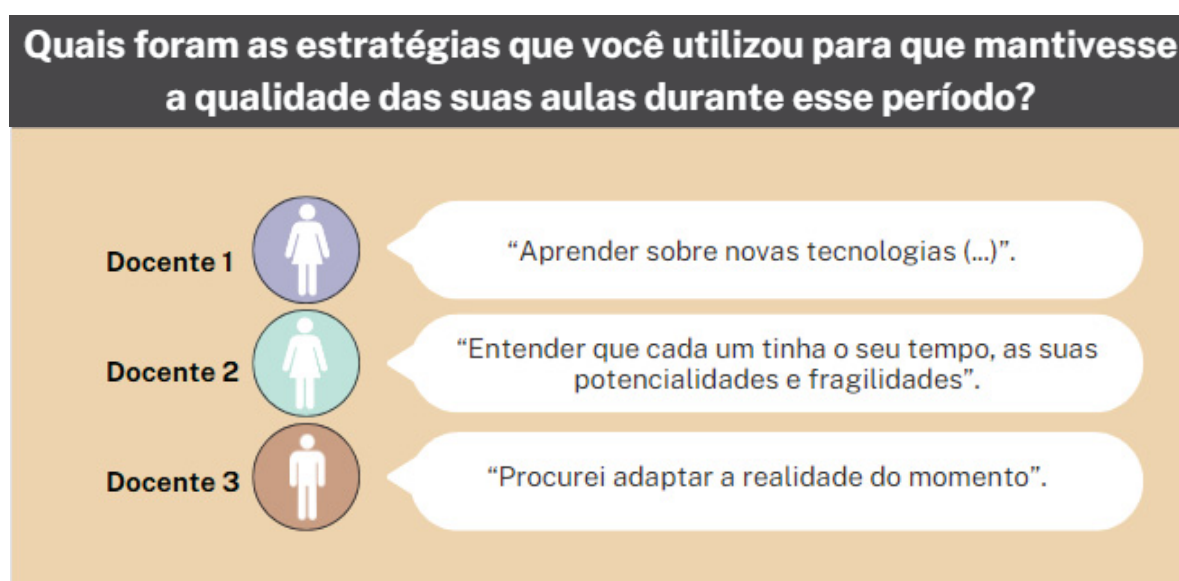 Quais foram as estratégias que você utilizou para que mantivesse
a qualidade das suas aulas durante esse período?
Docente 1
“Aprender sobre novas tecnologias (...)”.
Docente 2
“Entender que cada um tinha o seu tempo, as suas
potencialidades e fragilidades”.
Docente 3
“Procurei adaptar a realidade do momento”.